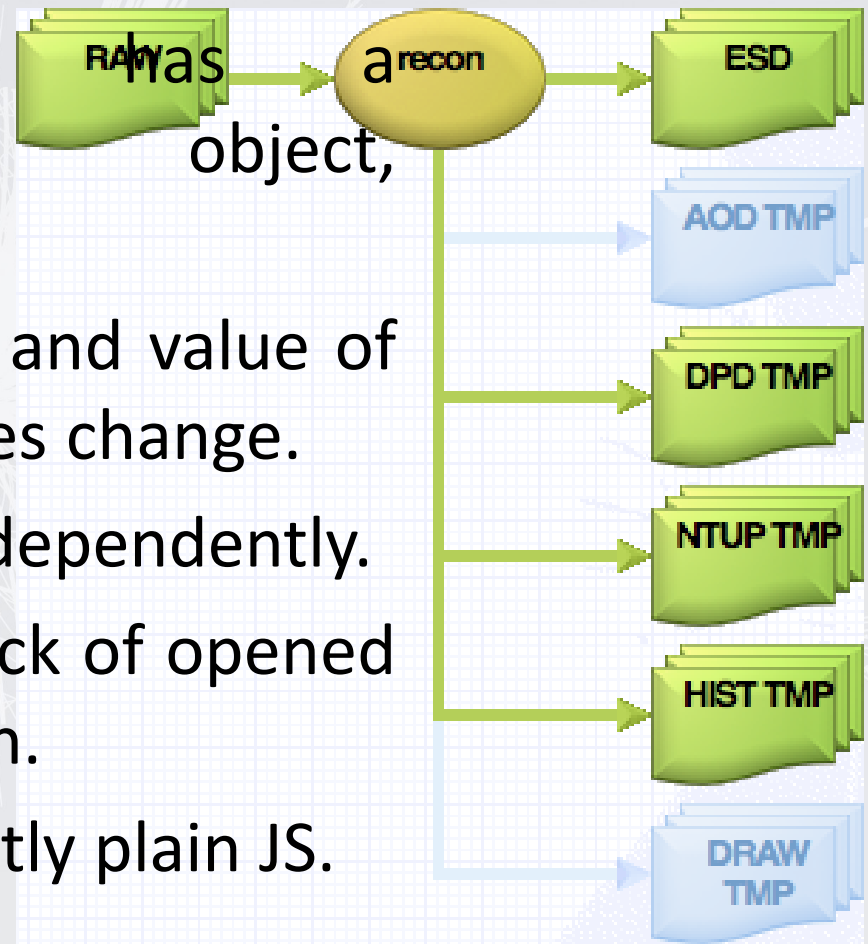 RAW has a recon ESD
object,
AOD TMP
and value of
es change.
DPD TMP
dependently.
NTUP TMP
ck of opened
n.
HIST TMP
tly plain JS.
DRAW
TMP